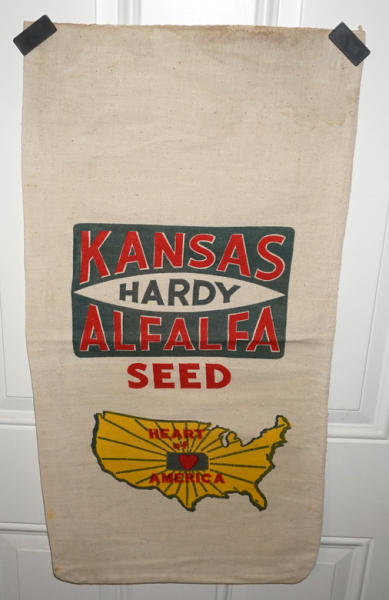 KANSAS
HARDY
ALFALFA
SEED
HEART
OF
AMERICA